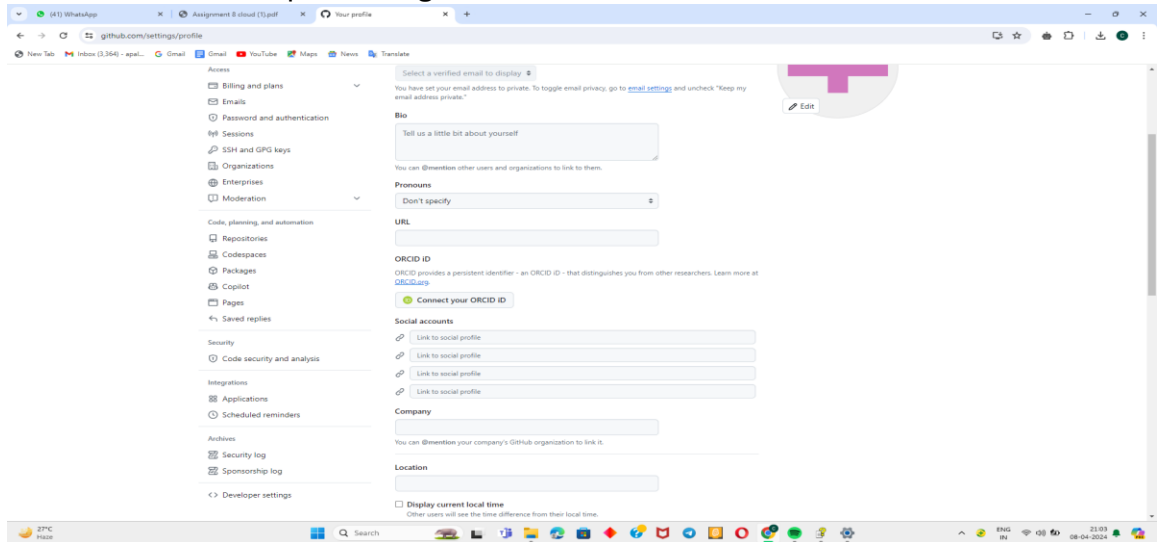 (41) WhatsApp
Assignment 8 cloud (1).pdf
Your profile
github.com/settings/profile
New Tab
Inbox (3,364) - apal...
Gmail
Gmail
YouTube
Maps
News
Translate
Access
Billing and plans
Emails
Password and authentication
Sessions
SSH and GPG keys
Organizations
Enterprises
Moderation
Code, planning, and automation
Repositories
Codespaces
Packages
Copilot
Pages
Saved replies
Security
Code security and analysis
Integrations
Applications
Scheduled reminders
Archives
Security log
Sponsorship log
Developer settings
Select a verified email to display
You have set your email address to private. To toggle email privacy, go to email settings and uncheck "Keep my
email address private."
Edit
Bio
Tell us a little bit about yourself
You can @mention other users and organizations to link to them.
Pronouns
Don't specify
URL
ORCID iD
ORCID provides a persistent identifier - an ORCID iD - that distinguishes you from other researchers. Learn more at
ORCID.org.
Connect your ORCID iD
Social accounts
Link to social profile
Link to social profile
Link to social profile
Link to social profile
Company
You can @mention your company's GitHub organization to link it.
Location
Display current local time
Other users will see the time difference from their local time.
27°C
Haze
Search
ENG
IN
21:03
08-04-2024